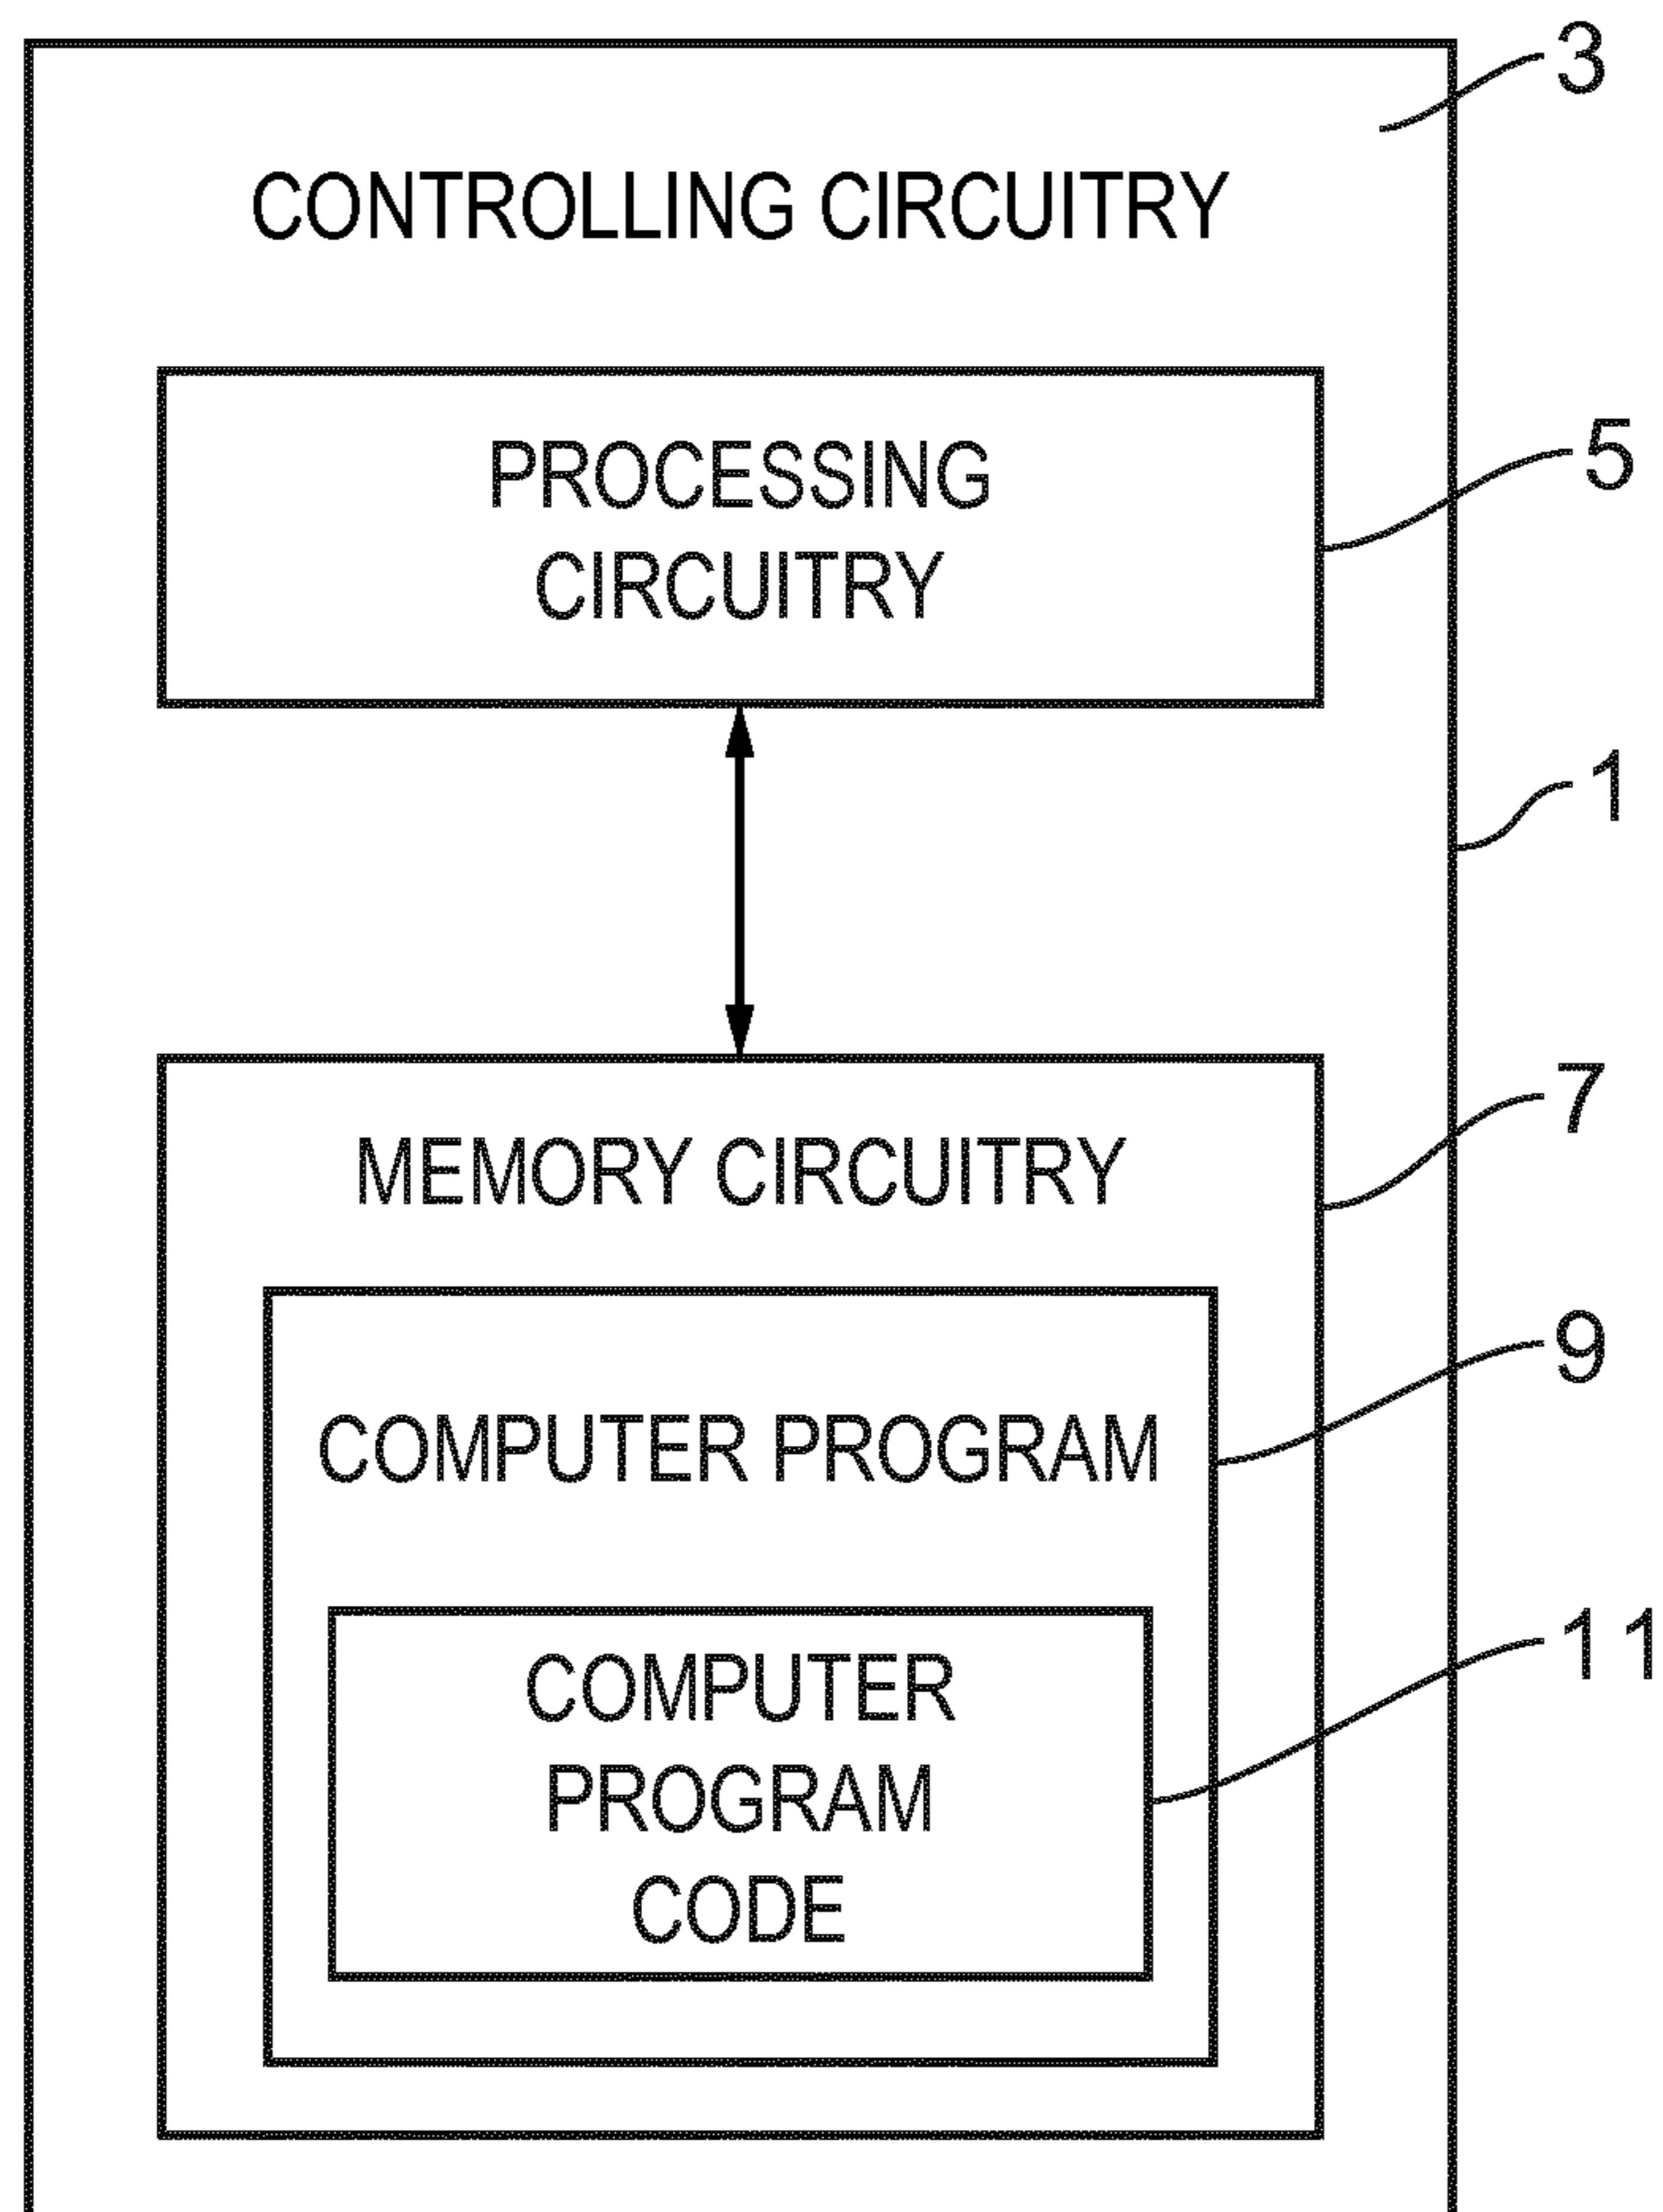 3
CONTROLLING CIRCUITRY
PROCESSING
CIRCUITRY
5
1
MEMORY CIRCUITRY
7
9
COMPUTER PROGRAM
COMPUTER
PROGRAM
CODE
11